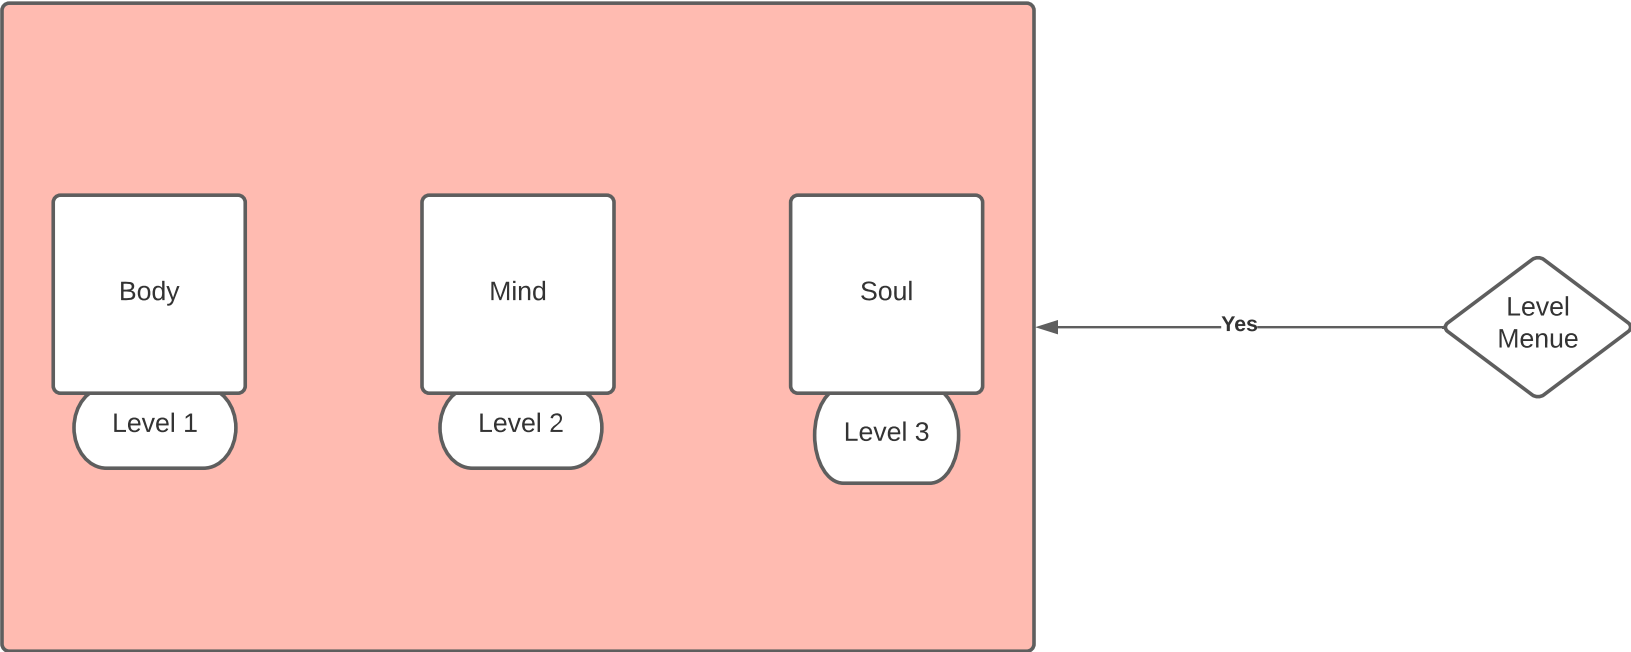 Body
Mind
Soul
Level 1
Level 2
Level 3
Yes
Level
Menue